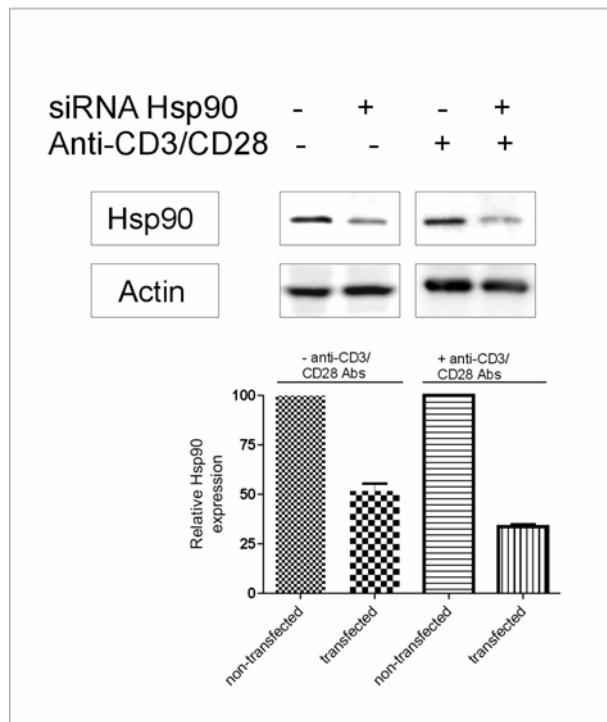 siRNA Hsp90 - + - +
Anti-CD3/CD28 - - + +
Hsp90
Actin
- anti-CD3/
CD28 Abs
+ anti-CD3/
CD28 Abs
Relative Hsp90
expression
100
75
50
25
0
non-transfected
transfected
non-transfected
transfected